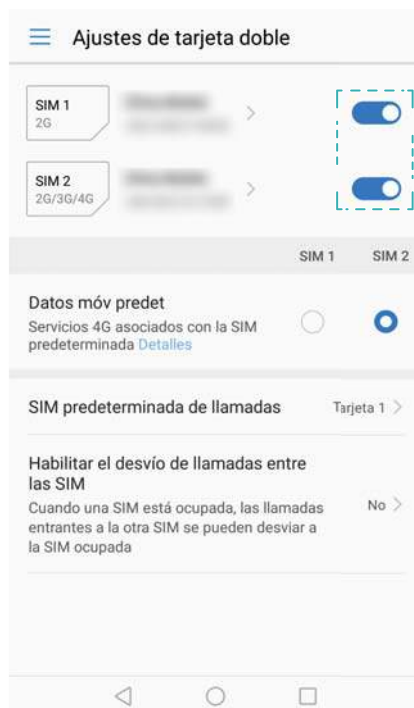 Ajustes de tarjeta doble
SIM 1
2G
SIM 2
2G/3G/4G
SIM 1 SIM 2
Datos móv predet
Servicios 4G asociados con la SIM
predeterminada Detalles
SIM predeterminada de llamadas Tarjeta 1
Habilitar el desvío de llamadas entre
las SIM
Cuando una SIM está ocupada, las llamadas
entrantes a la otra SIM se pueden desviar a
la SIM ocupada
No